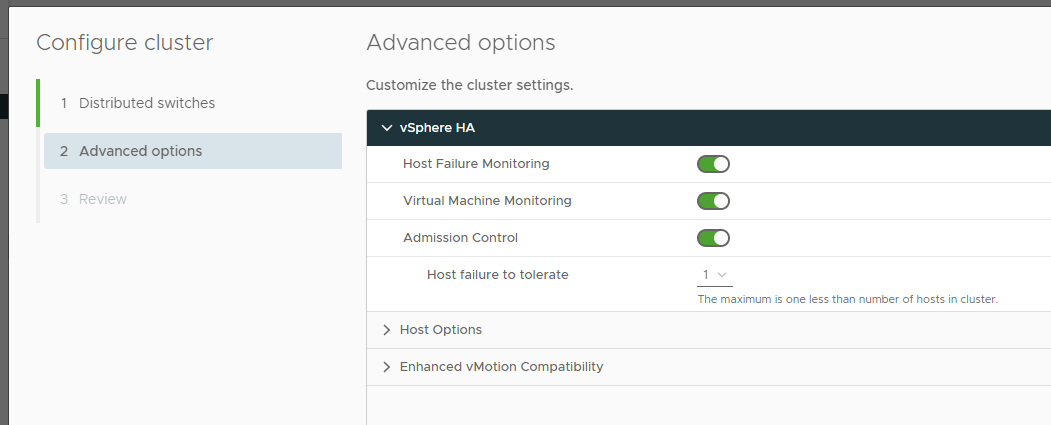 Configure cluster
1 Distributed switches
2 Advanced options
3 Review
Advanced options
Customize the cluster settings.
vSphere HA
Host Failure Monitoring
Virtual Machine Monitoring
Admission Control
Host failure to tolerate
1
The maximum is one less than number of hosts in cluster.
Host Options
Enhanced vMotion Compatibility